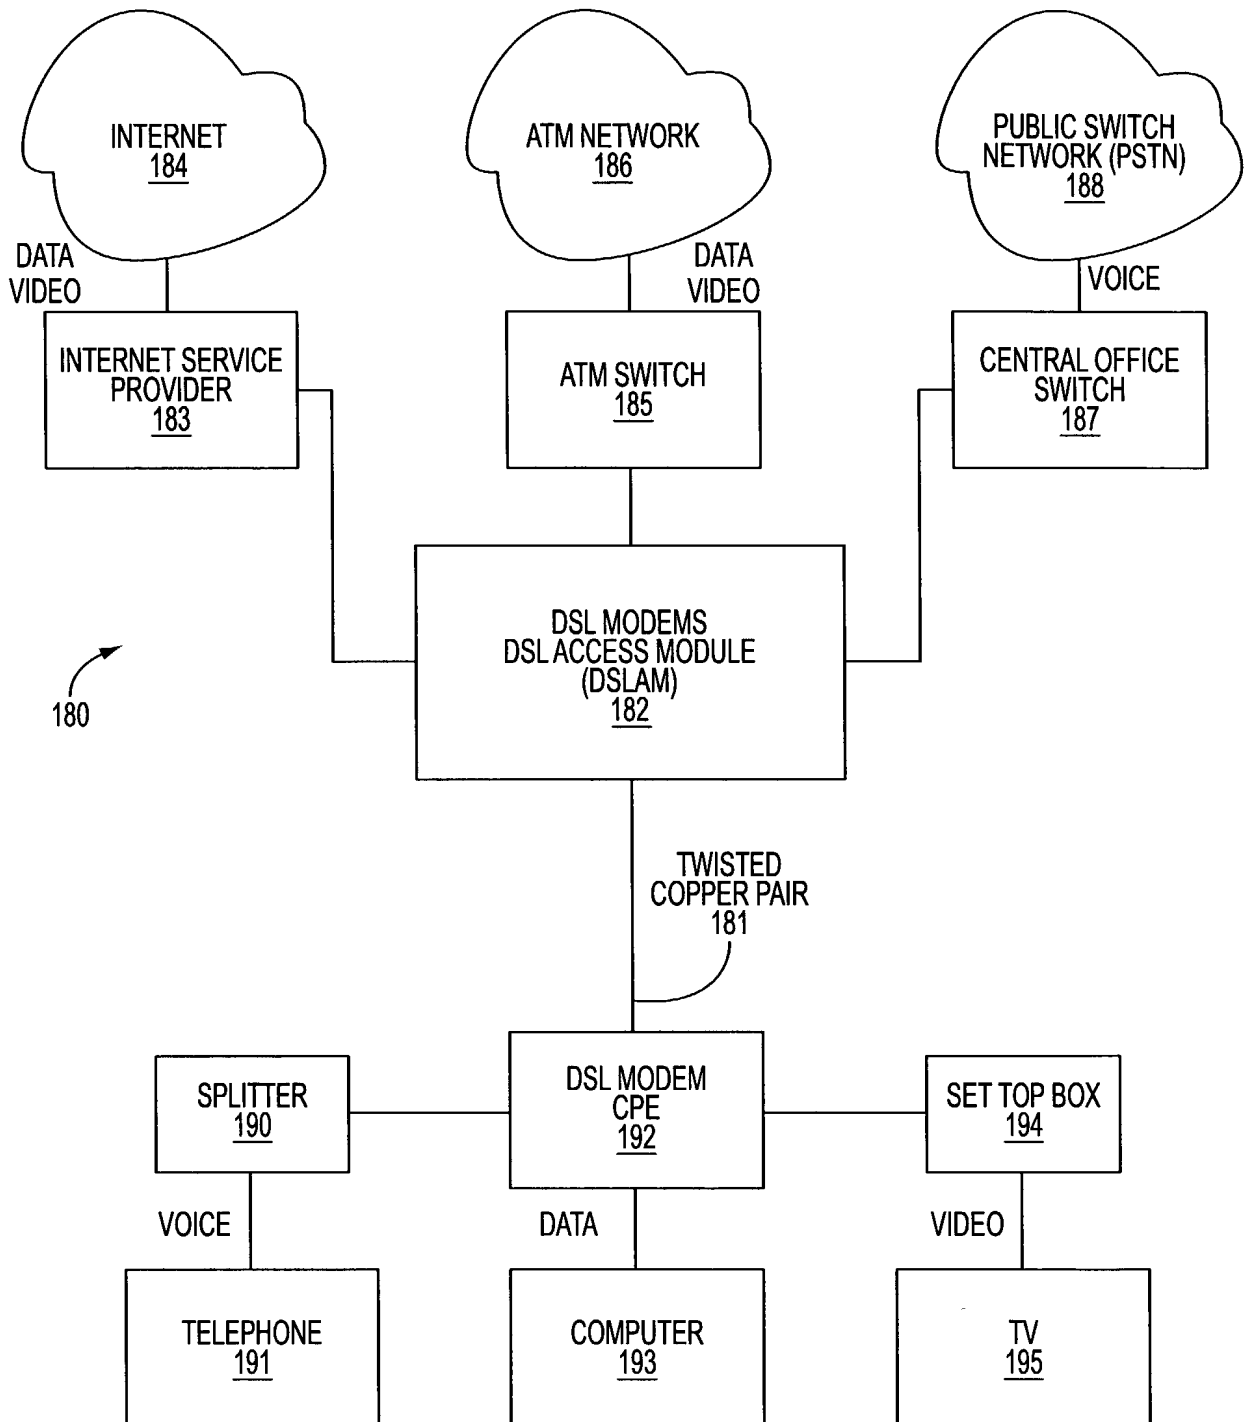 INTERNET
184
ATM NETWORK
186
PUBLIC SWITCH
NETWORK (PSTN)
188
DATA
VIDEO
DATA
VIDEO
VOICE
INTERNET SERVICE
PROVIDER
183
ATM SWITCH
185
CENTRAL OFFICE
SWITCH
187
DSL MODEMS
DSL ACCESS MODULE
(DSLAM)
182
180
TWISTED
COPPER PAIR
181
SPLITTER
190
DSL MODEM
CPE
192
SET TOP BOX
194
VOICE
DATA
VIDEO
TELEPHONE
191
COMPUTER
193
TV
195